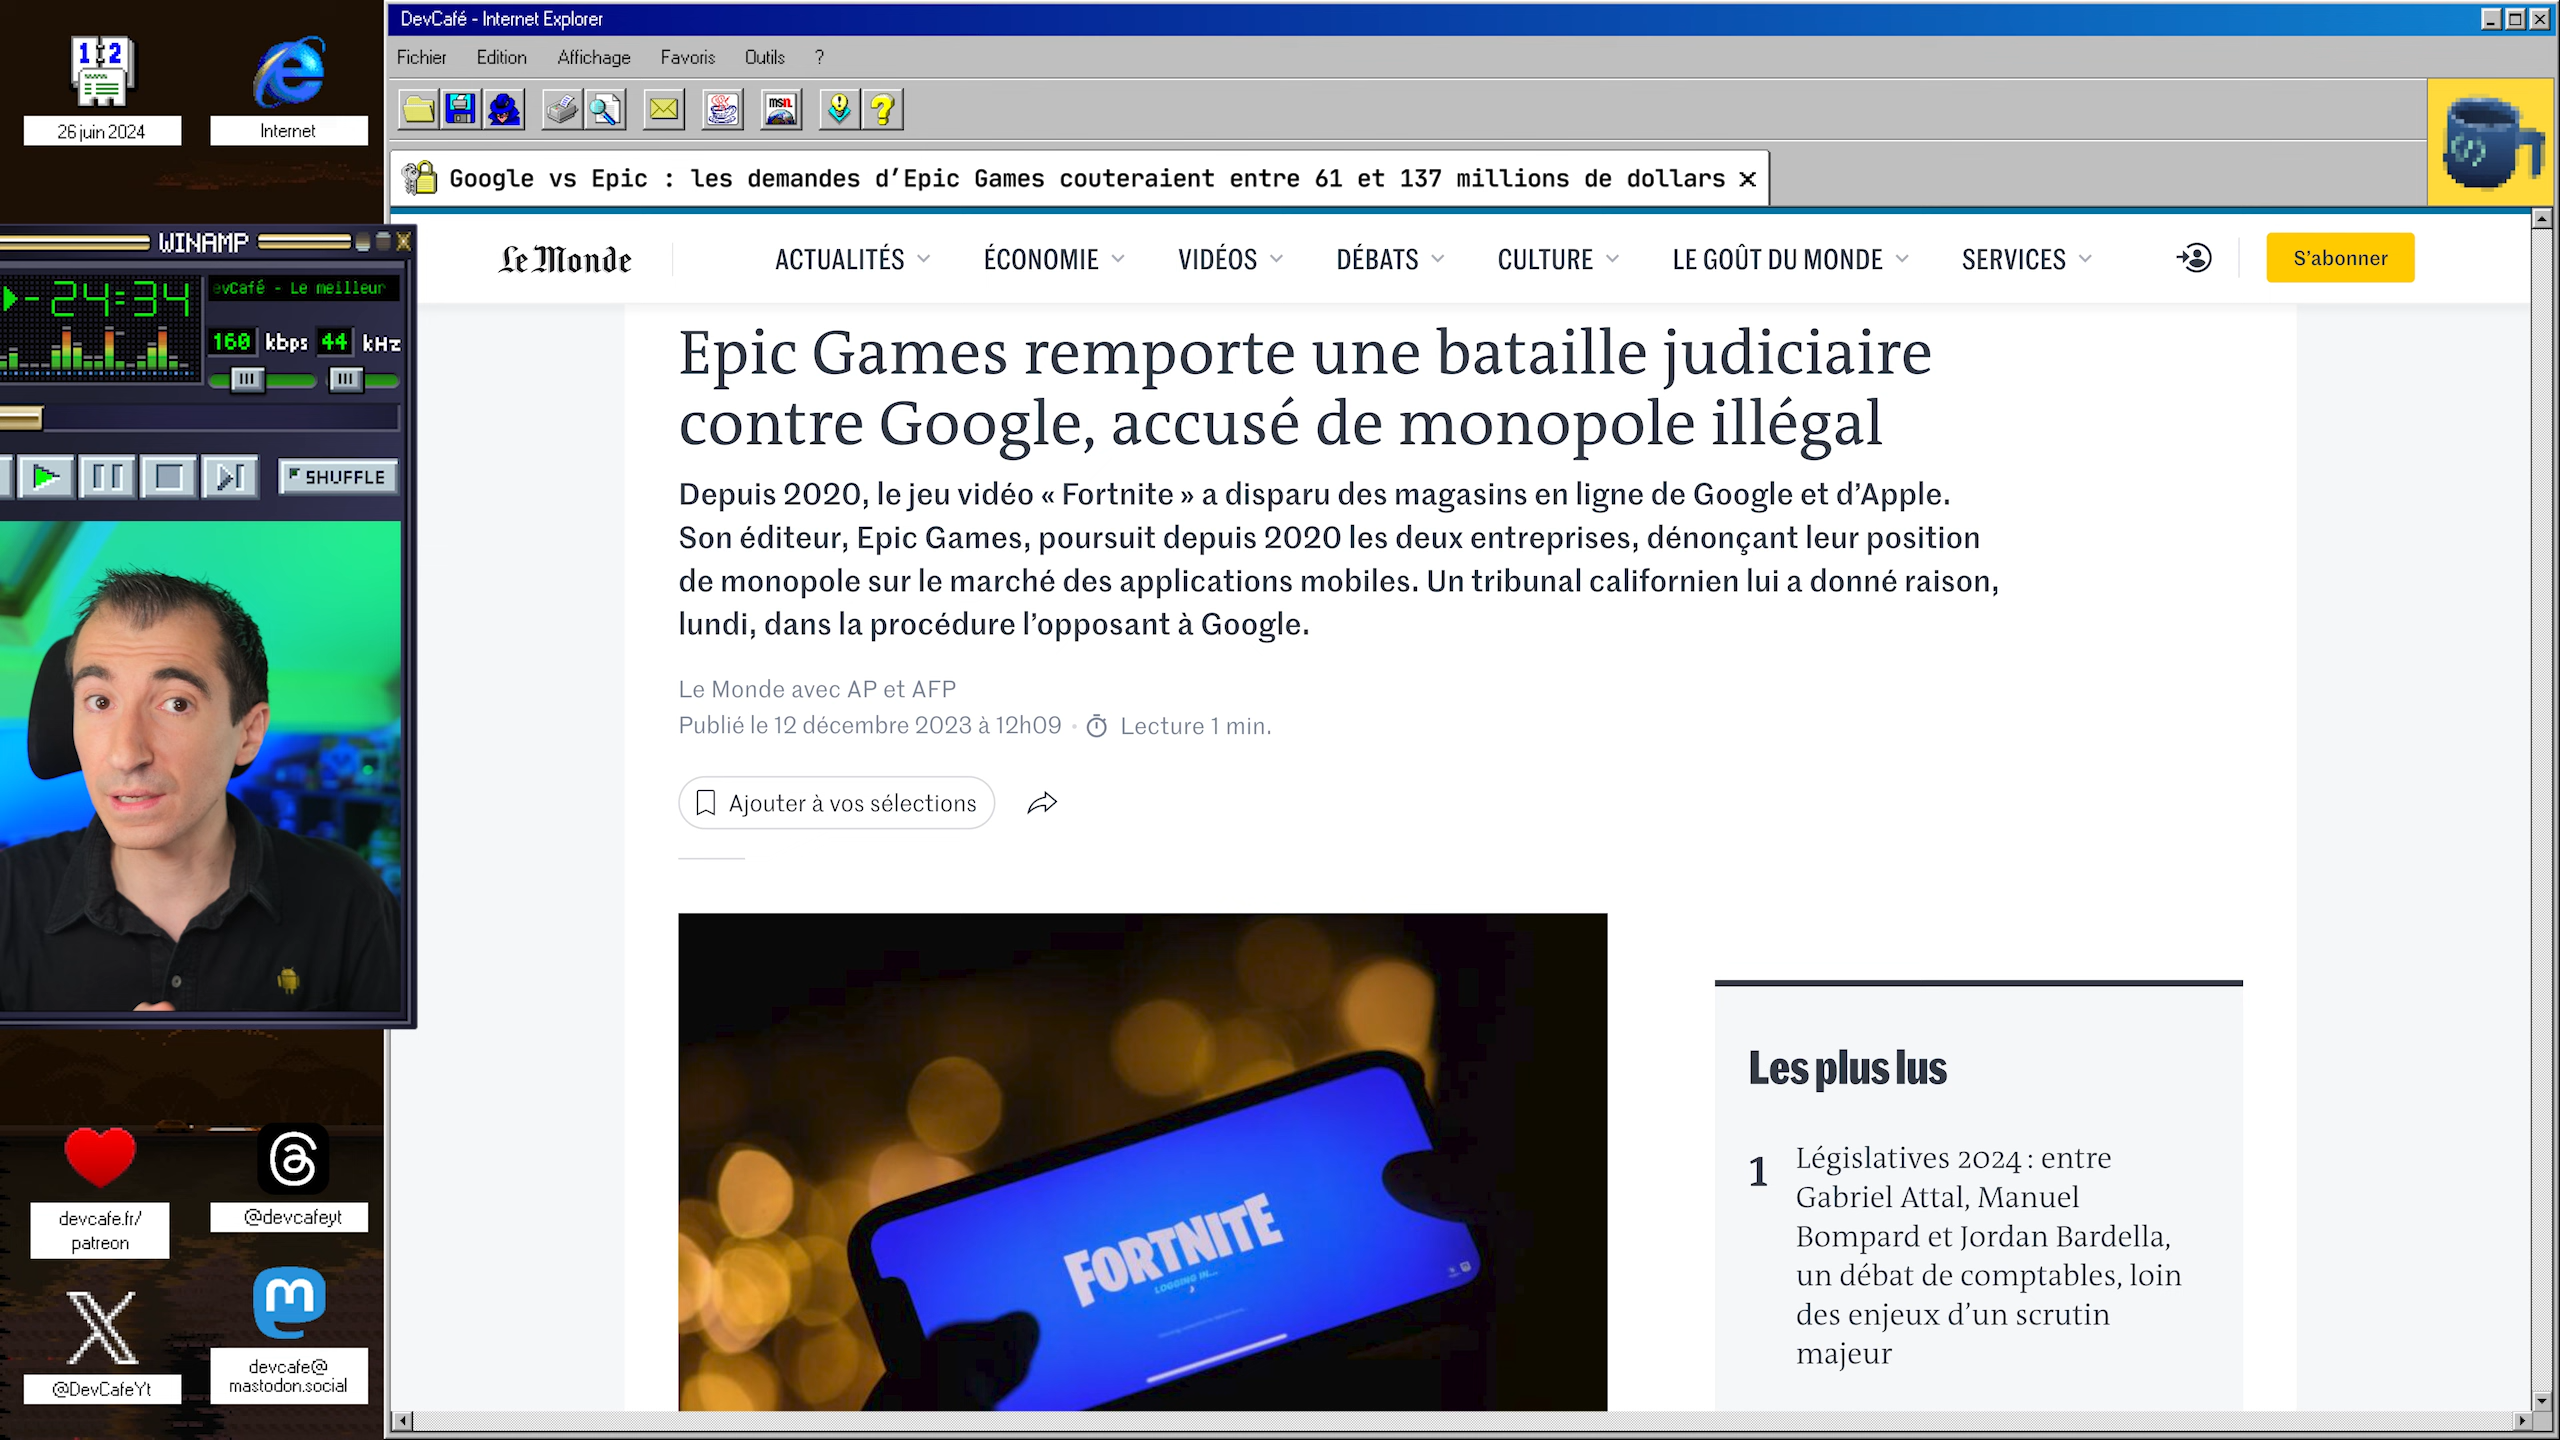 DevCafé - Internet Explorer
Fichier Edition Affichage Favoris Outils ?
12
26 juin 2024
Internet
msn
Google vs Epic : les demandes d’Epic Games couteraient entre 61 et 137 millions de dollars
WINAMP
-24:34
evCafé - Le meilleur
160 kbps 44 kHz
SHUFFLE
Le Monde
ACTUALITÉS ÉCONOMIE VIDÉOS DÉBATS CULTURE LE GOÛT DU MONDE SERVICES
S’abonner
Epic Games remporte une bataille judiciaire
contre Google, accusé de monopole illégal
Depuis 2020, le jeu vidéo « Fortnite » a disparu des magasins en ligne de Google et d’Apple.
Son éditeur, Epic Games, poursuit depuis 2020 les deux entreprises, dénonçant leur position
de monopole sur le marché des applications mobiles. Un tribunal californien lui a donné raison,
lundi, dans la procédure l’opposant à Google.
Le Monde avec AP et AFP
Publié le 12 décembre 2023 à 12h09 • Lecture 1 min.
Ajouter à vos sélections
FORTNITE
LOGGING IN...
Les plus lus
1
Législatives 2024 : entre
Gabriel Attal, Manuel
Bompard et Jordan Bardella,
un débat de comptables, loin
des enjeux d’un scrutin
majeur
devcafe.fr/
patreon
@devcafeyt
@DevCafeYt
devcafe@
mastodon.social